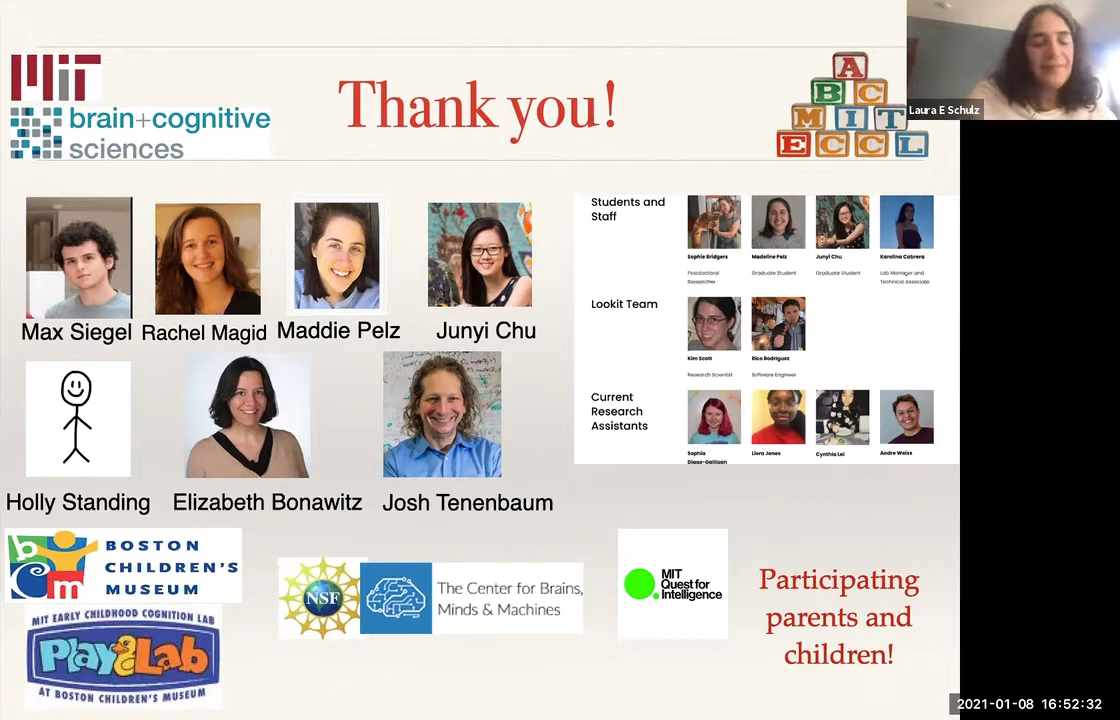 MIT
brain+cognitive
sciences
Thank you!
A
B C
M I T
E C C L
Laura E Schulz
Max Siegel
Rachel Magid
Maddie Pelz
Junyi Chu
Holly Standing
Elizabeth Bonawitz
Josh Tenenbaum
Students and
Staff
Sophie Bridgers
Postdoctoral
Researcher
Madeline Pelz
Graduate Student
Junyi Chu
Graduate Student
Karolina Cabrera
Lab Manager and
Technical Associate
Lookit Team
Kim Scott
Research Scientist
Rico Rodriguez
Software Engineer
Current
Research
Assistants
Sophia
Diggs-Galligan
Liera Jones
Cynthia Lei
Andre Weiss
bcm
BOSTON
CHILDREN'S
MUSEUM
MIT EARLY CHILDHOOD COGNITION LAB
Play Lab
AT BOSTON CHILDREN'S MUSEUM
NSF
The Center for Brains,
Minds & Machines
MIT
Quest for
Intelligence
Participating
parents and
children!
2021-01-08 16:52:32